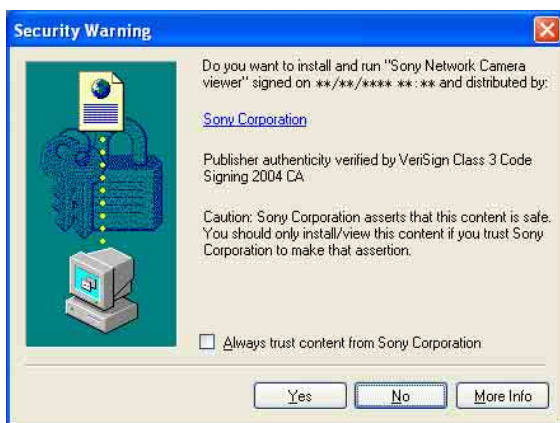 Security Warning
Do you want to install and run "Sony Network Camera
viewer" signed on **/**/**** **:** and distributed by:
Sony Corporation
Publisher authenticity verified by VeriSign Class 3 Code
Signing 2004 CA
Caution: Sony Corporation asserts that this content is safe.
You should only install/view this content if you trust Sony
Corporation to make that assertion.
Always trust content from Sony Corporation
Yes
No
More Info